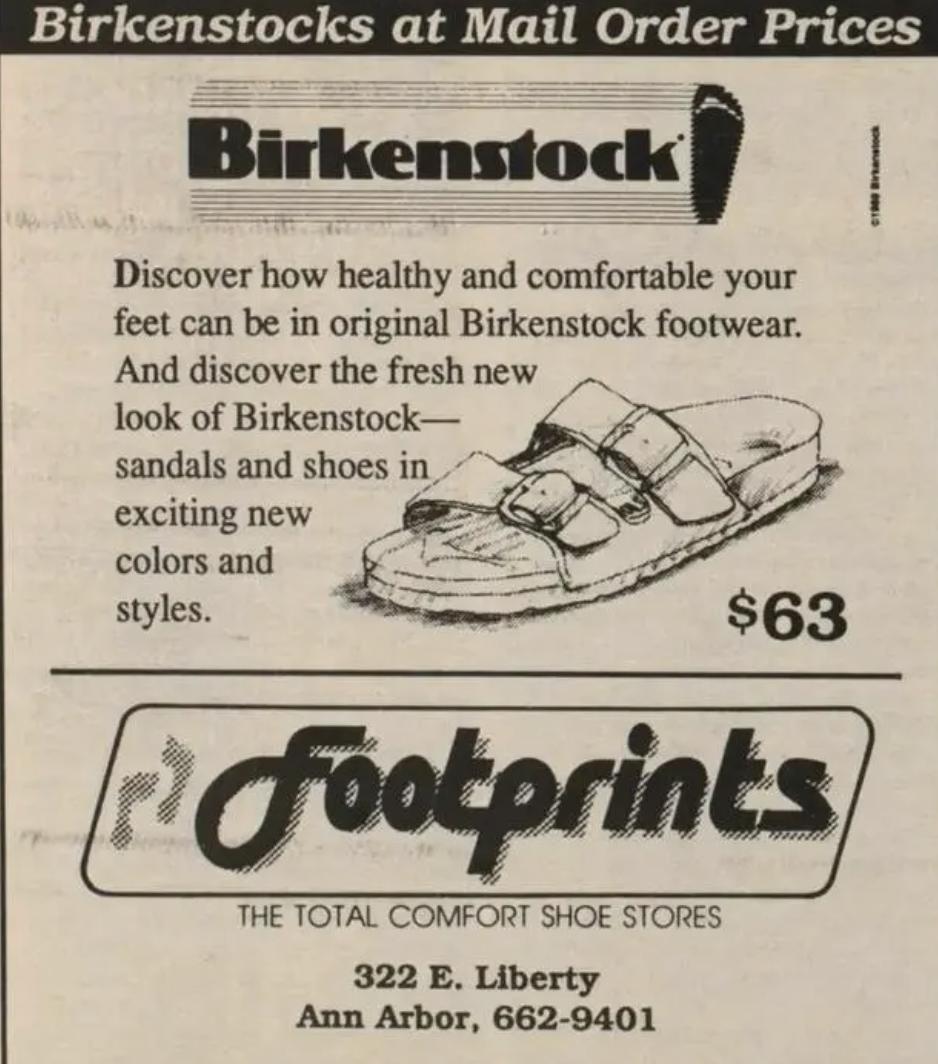 Birkenstocks at Mail Order Prices
Birkenstock
Discover how healthy and comfortable your
feet can be in original Birkenstock footwear.
And discover the fresh new
look of Birkenstock—
sandals and shoes in
exciting new
colors and
styles.
$63
Footprints
THE TOTAL COMFORT SHOE STORES
322 E. Liberty
Ann Arbor, 662-9401